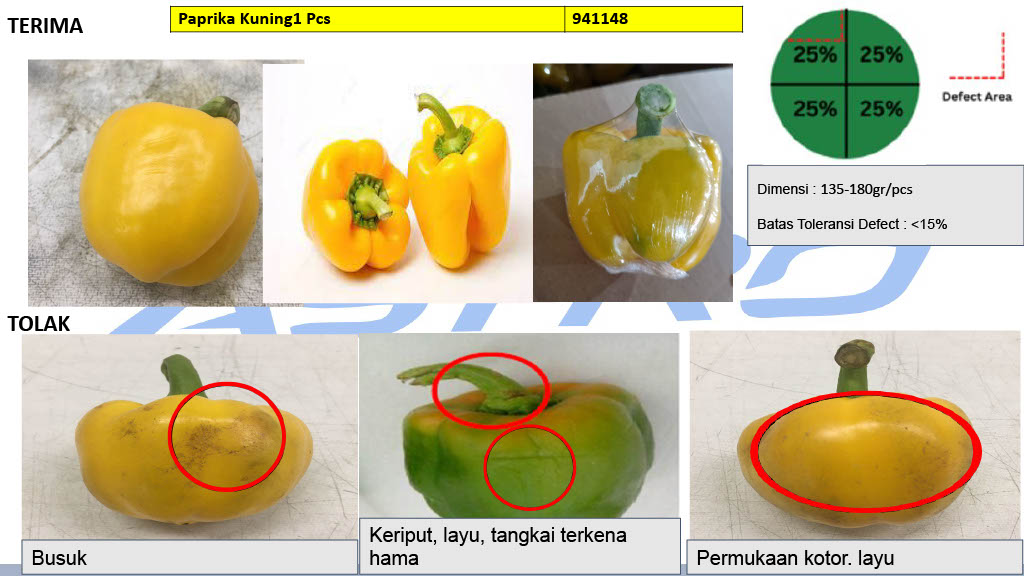 TERIMA
Paprika Kuning1 Pcs 941148
25% 25%
25% 25%
Defect Area
Dimensi : 135-180gr/pcs
Batas Toleransi Defect : <15%
TOLAK
Busuk
Keriput, layu, tangkai terkena
hama
Permukaan kotor. layu